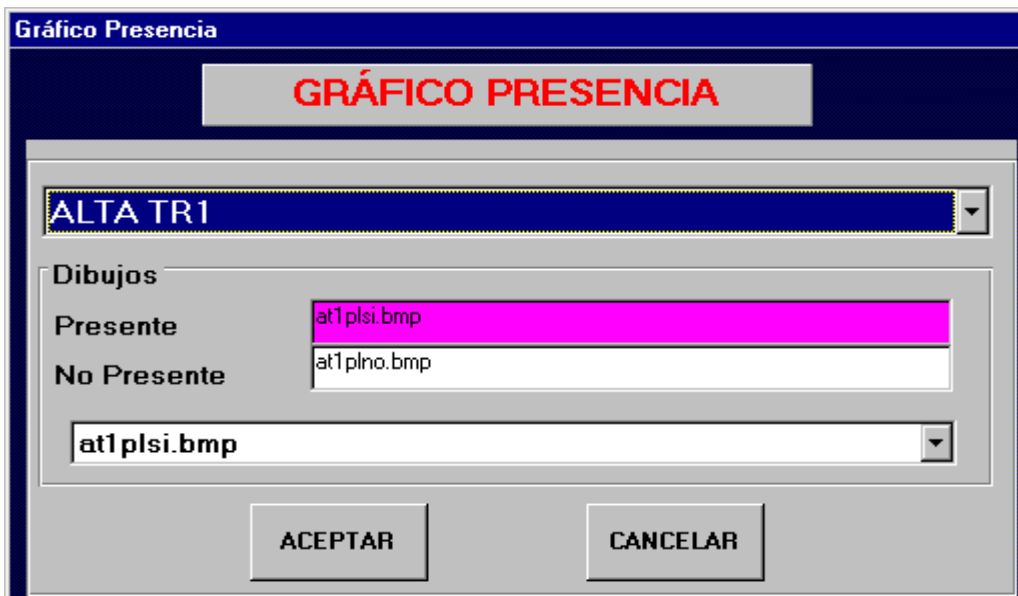 Gráfico Presencia
GRÁFICO PRESENCIA
ALTA TR1
Dibujos
Presente at1plsi.bmp
No Presente at1plno.bmp
at1plsi.bmp
ACEPTAR CANCELAR